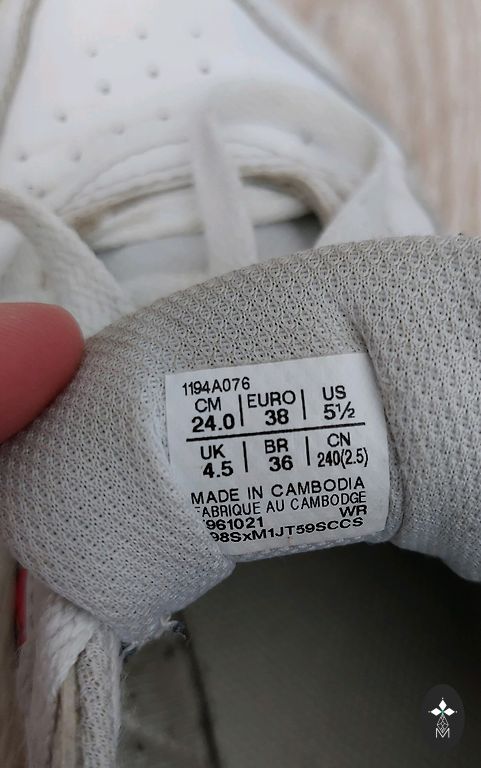 1194A076
CM | EURO | US
24.0 | 38 | 5½
UK | BR | CN
4.5 | 36 | 240(2.5)
MADE IN CAMBODIA
FABRIQUE AU CAMBODGE
961021 WR
98SxM1JT59SCCS
M